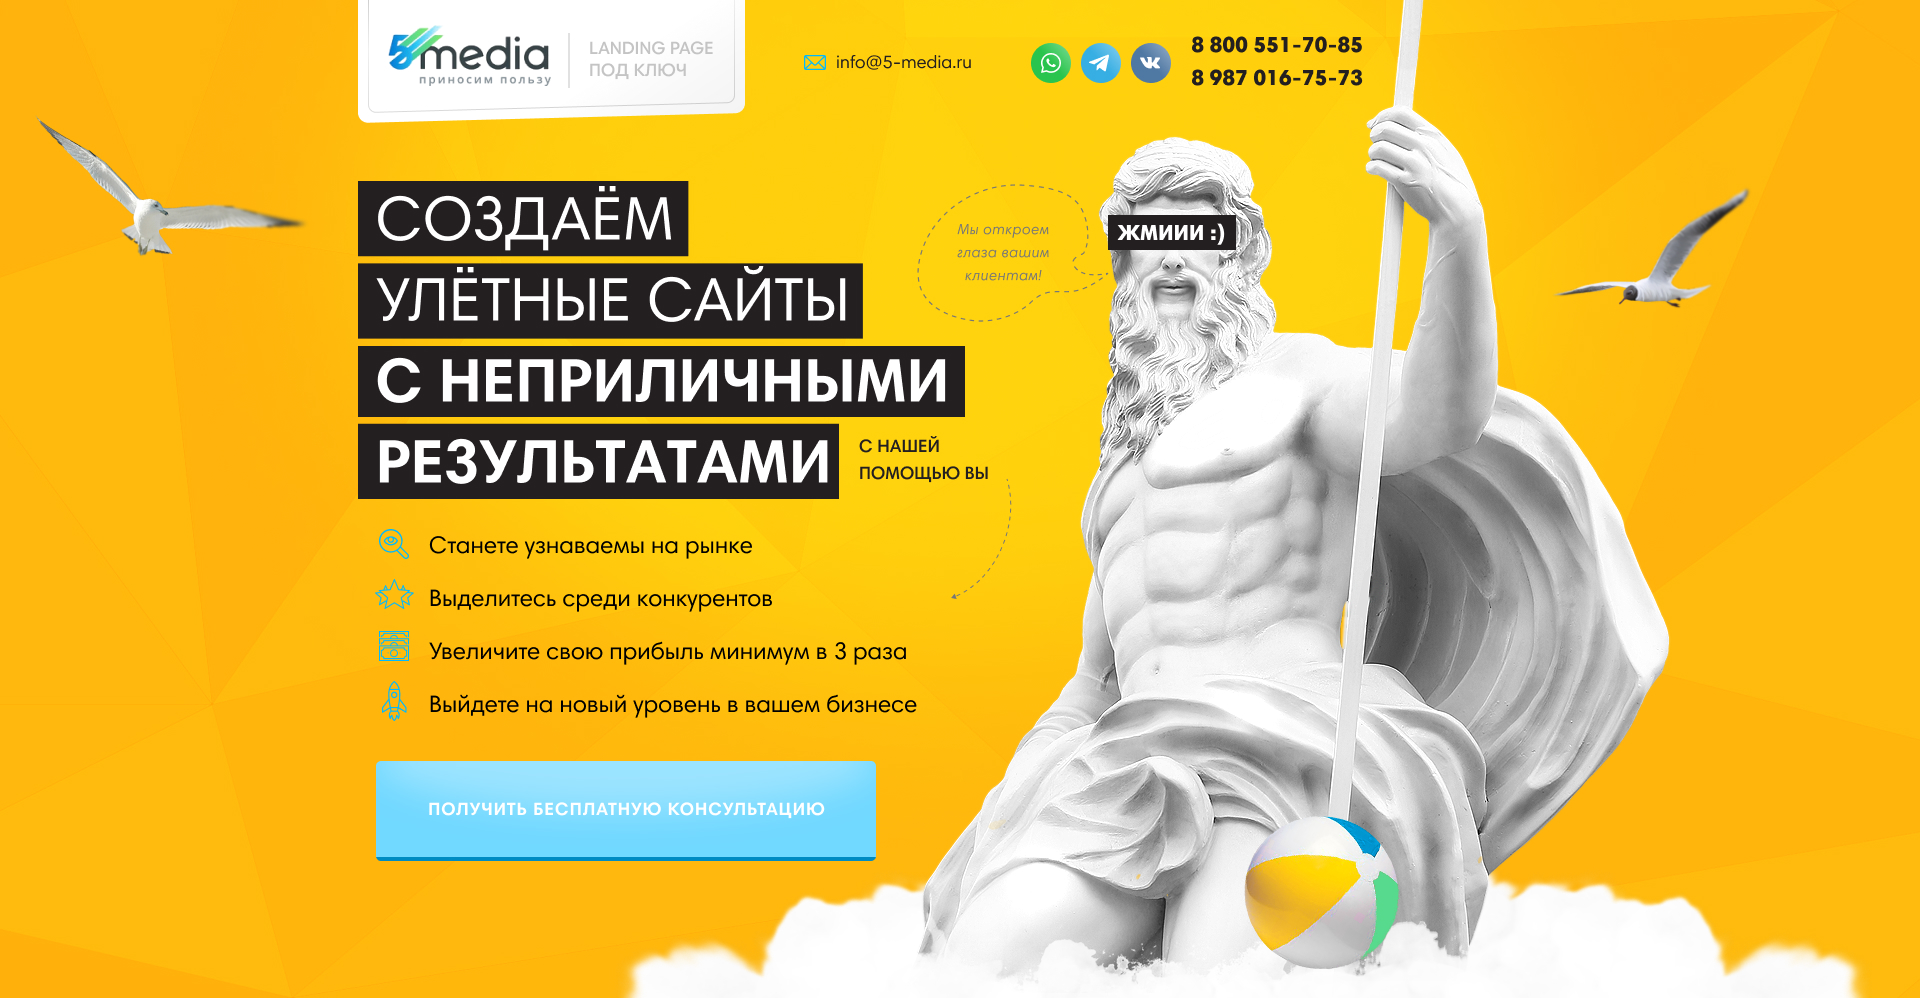 5media
приносим пользу
LANDING PAGE
ПОД КЛЮЧ
info@5-media.ru
8 800 551-70-85
8 987 016-75-73
СОЗДАЁМ
УЛЁТНЫЕ САЙТЫ
С НЕПРИЛИЧНЫМИ
РЕЗУЛЬТАТАМИ
С НАШЕЙ
ПОМОЩЬЮ ВЫ
Мы откроем
глаза вашим
клиентам!
ЖМИИИ :)
Станете узнаваемы на рынке
Выделитесь среди конкурентов
Увеличите свою прибыль минимум в 3 раза
Выйдете на новый уровень в вашем бизнесе
ПОЛУЧИТЬ БЕСПЛАТНУЮ КОНСУЛЬТАЦИЮ